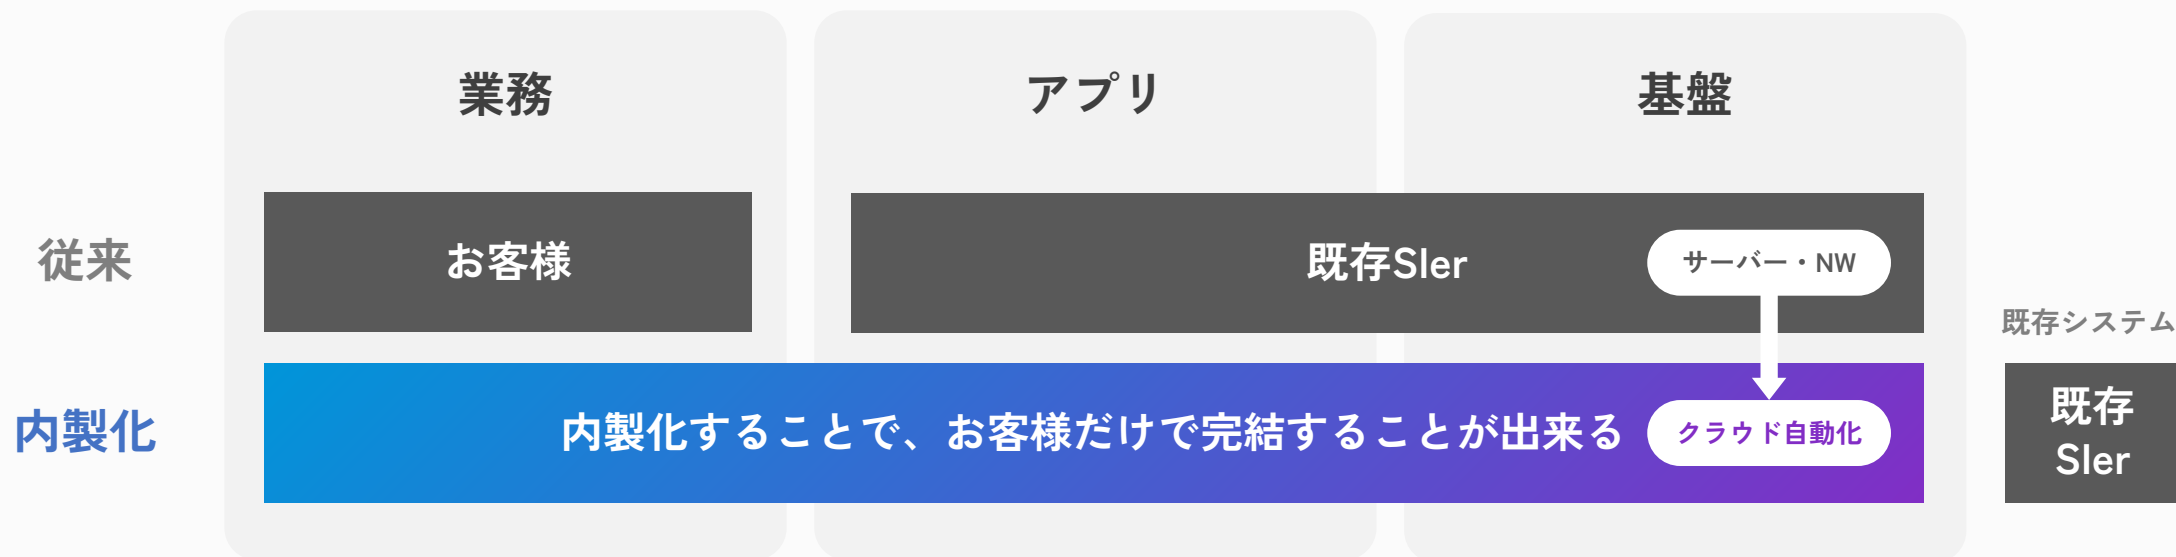 業務
アプリ
基盤
従来
お客様
既存SIer
サーバー・NW
既存システム
内製化
内製化することで、お客様だけで完結することが出来る
クラウド自動化
既存
SIer